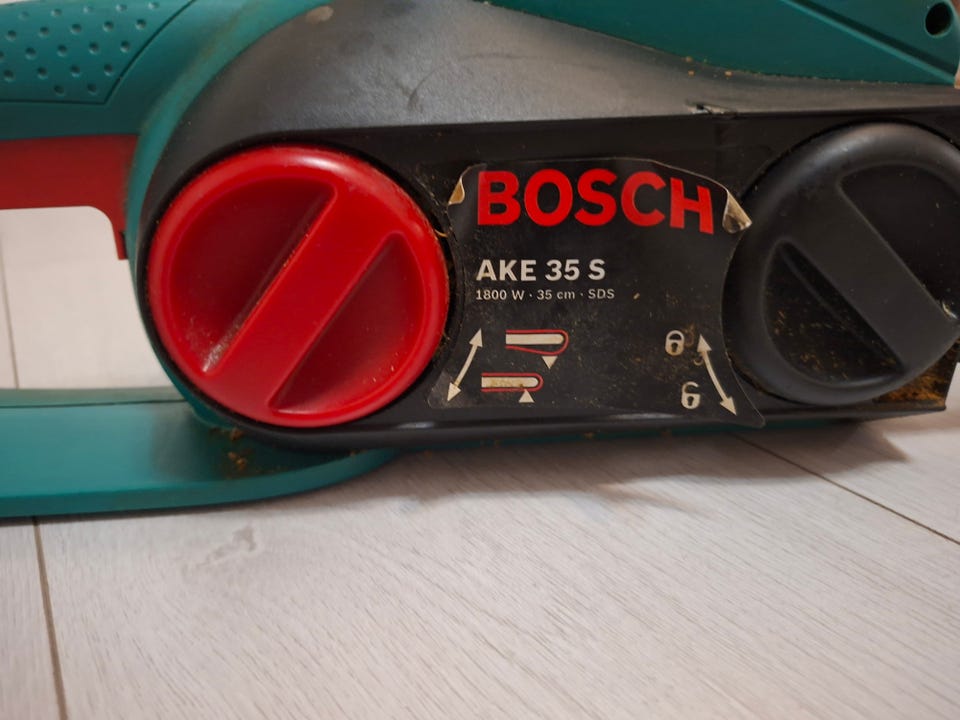 BOSCH
AKE 35 S
1800 W · 35 cm · SDS